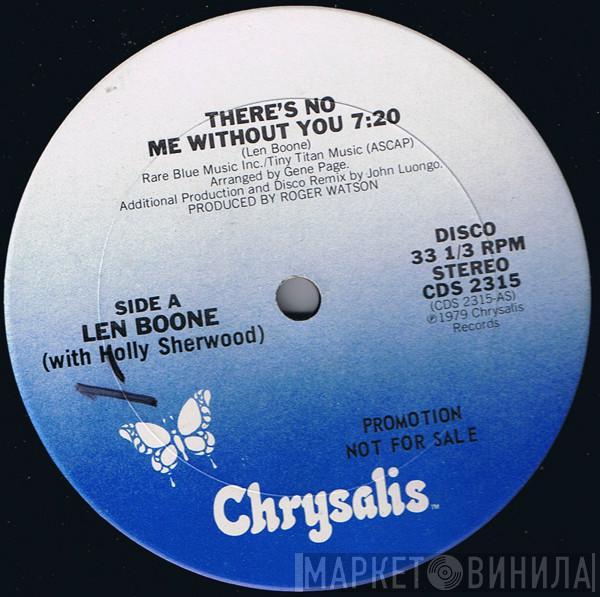 THERE'S NO
ME WITHOUT YOU 7:20
(Len Boone)
Rare Blue Music Inc./Tiny Titan Music (ASCAP)
Arranged by Gene Page.
Additional Production and Disco Remix by John Luongo.
PRODUCED BY ROGER WATSON
DISCO
33 1/3 RPM
STEREO
CDS 2315
(CDS 2315-AS)
℗1979 Chrysalis
Records
SIDE A
LEN BOONE
(with Holly Sherwood)
PROMOTION
NOT FOR SALE
Chrysalis™
МАРКЕТ ВИНИЛА